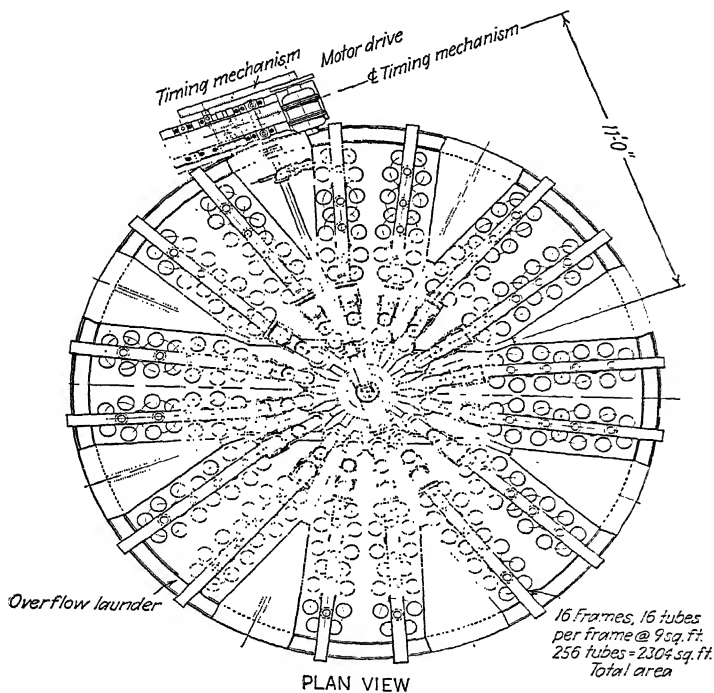 Timing mechanism
Motor drive
℄ Timing mechanism
11'-0"
Overflow launder
16 Frames, 16 tubes
per frame @ 9 sq. ft.
256 tubes = 2304 sq. ft.
Total area
PLAN VIEW